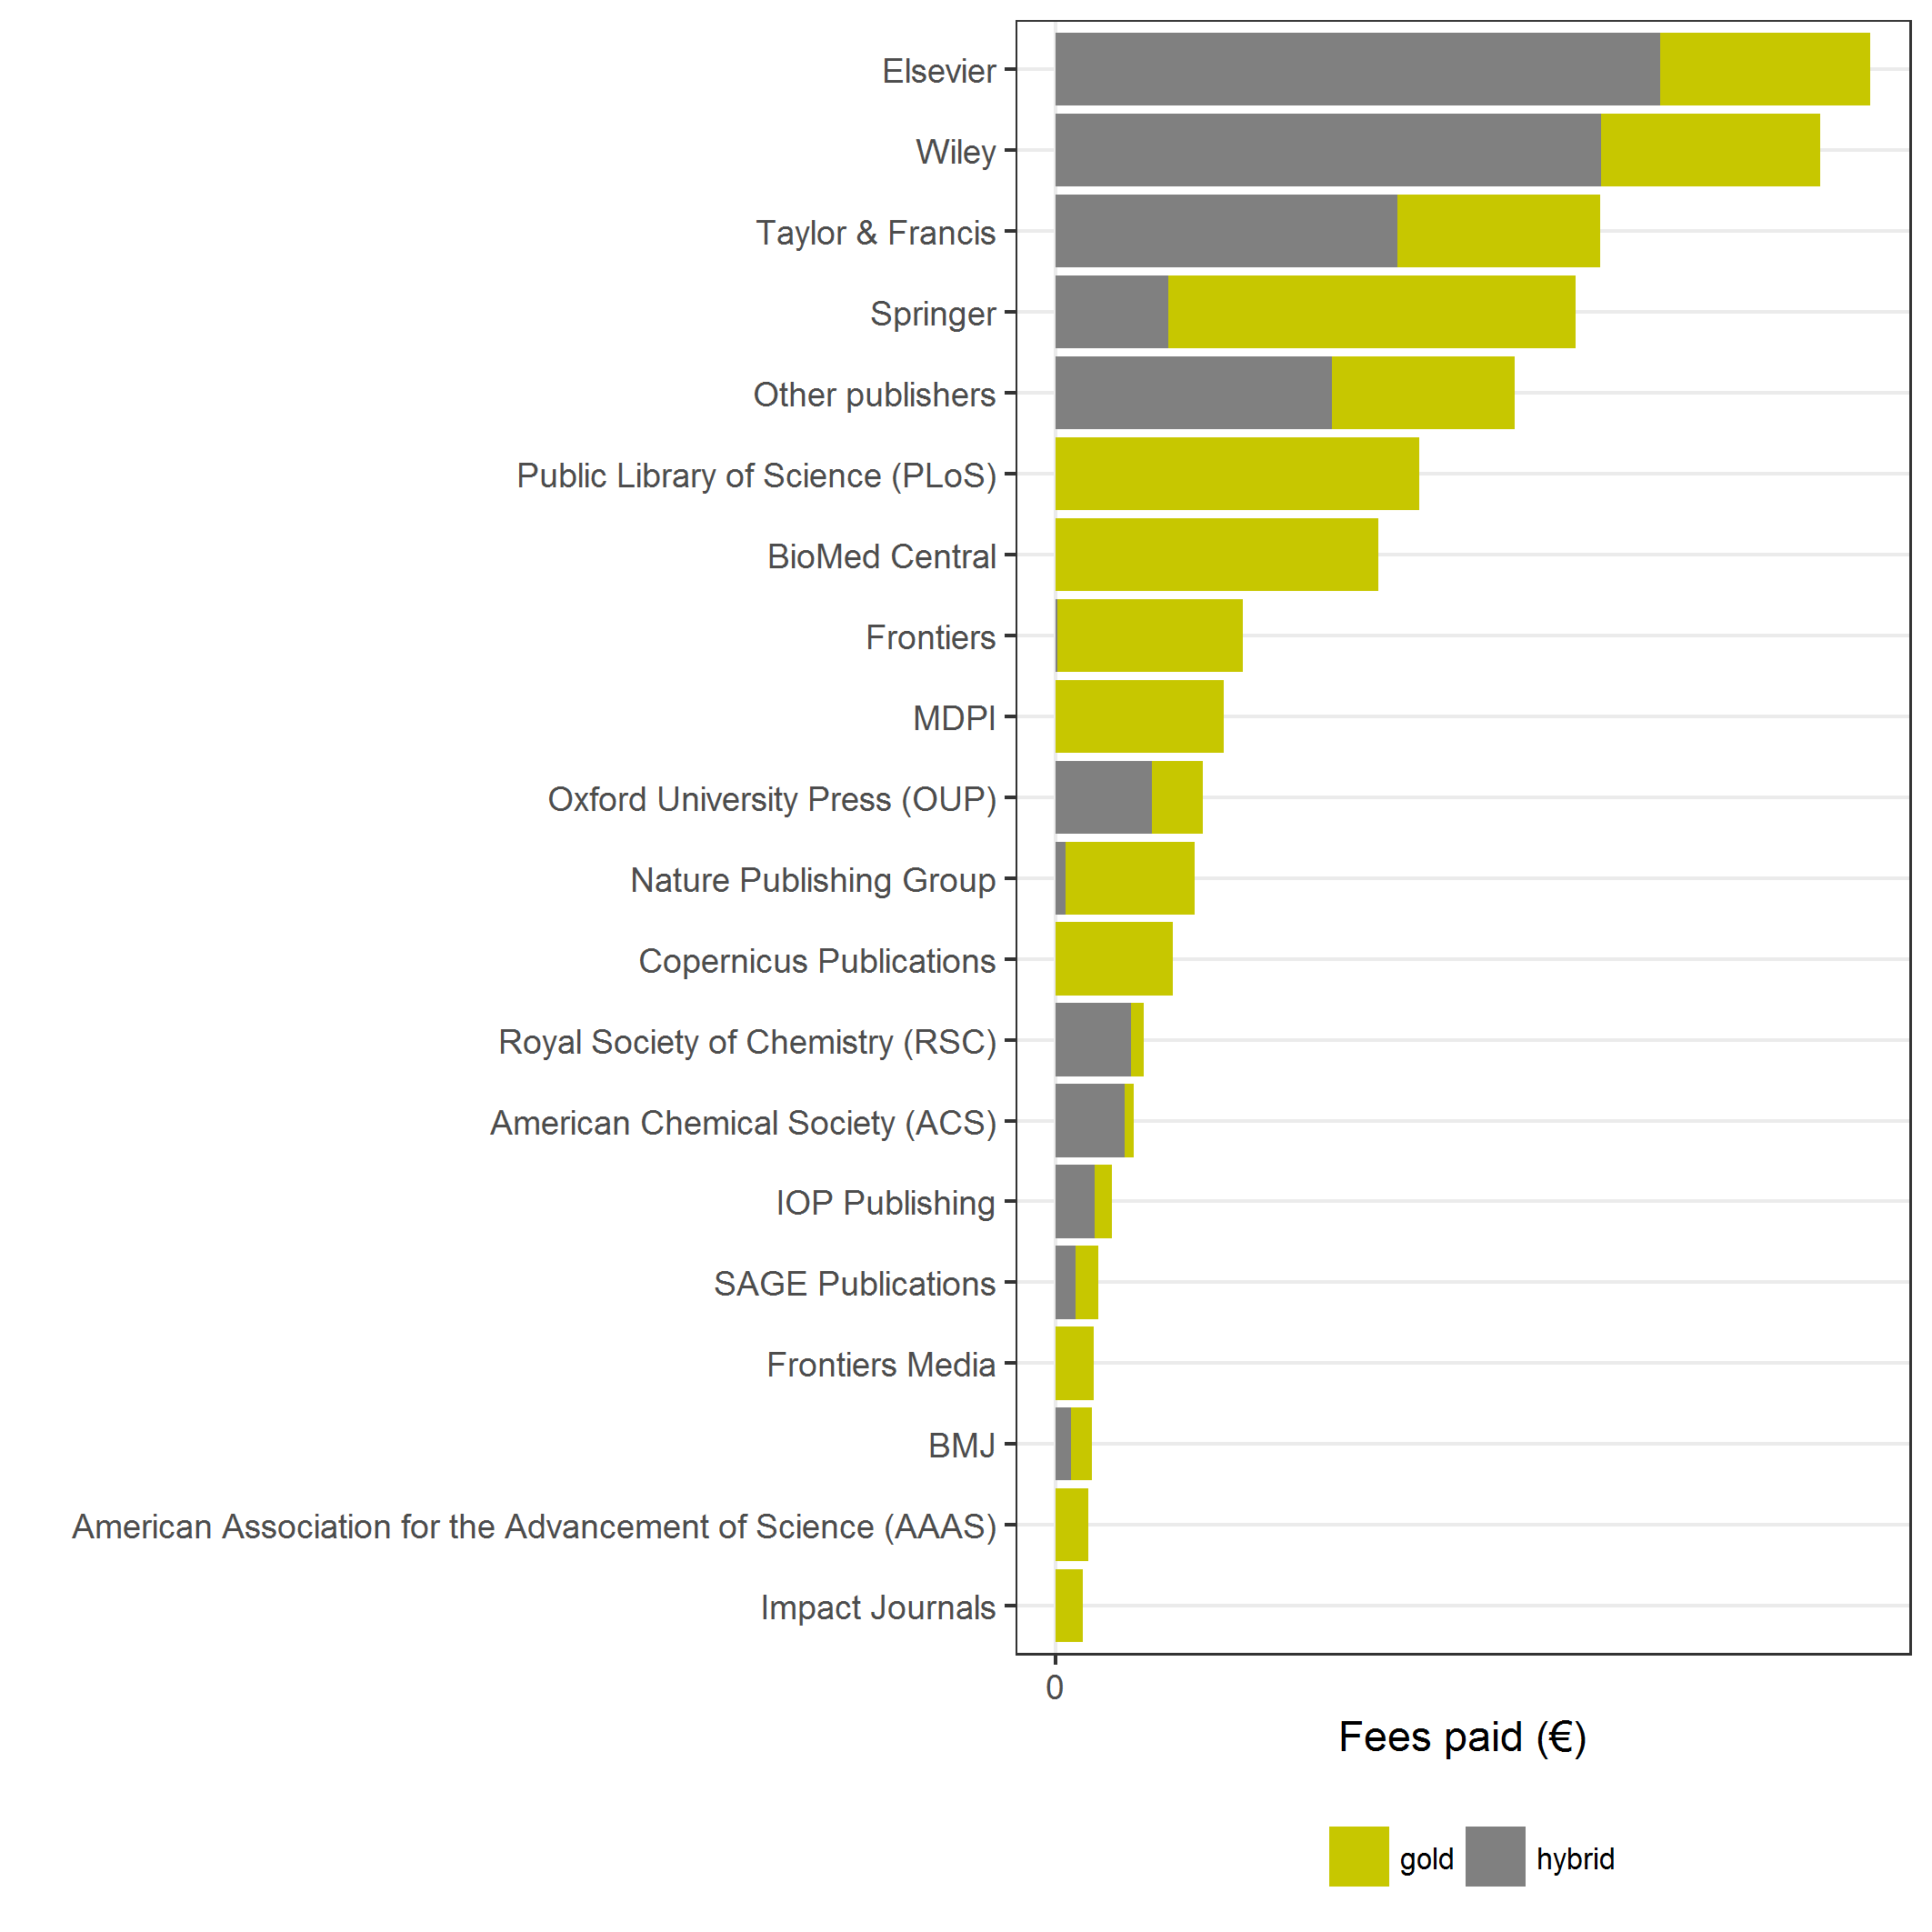 Elsevier
Wiley
Taylor & Francis
Springer
Other publishers
Public Library of Science (PLoS)
BioMed Central
Frontiers
MDPI
Oxford University Press (OUP)
Nature Publishing Group
Copernicus Publications
Royal Society of Chemistry (RSC)
American Chemical Society (ACS)
IOP Publishing
SAGE Publications
Frontiers Media
BMJ
American Association for the Advancement of Science (AAAS)
Impact Journals
0
Fees paid (€)
gold hybrid